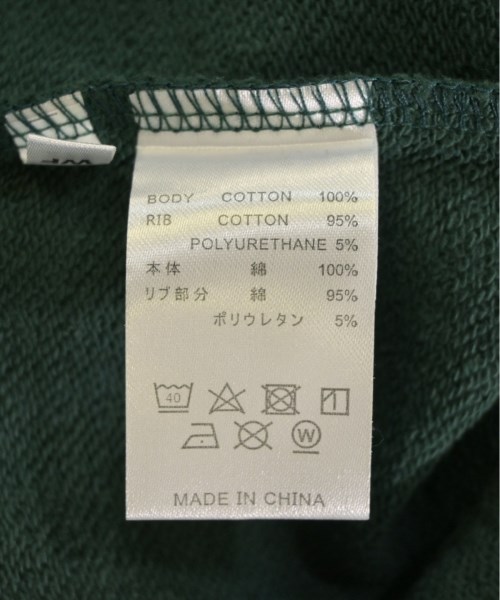 BODY COTTON 100%
RIB COTTON 95%
POLYURETHANE 5%
本体 綿 100%
リブ部分 綿 95%
ポリウレタン 5%
40
W
MADE IN CHINA